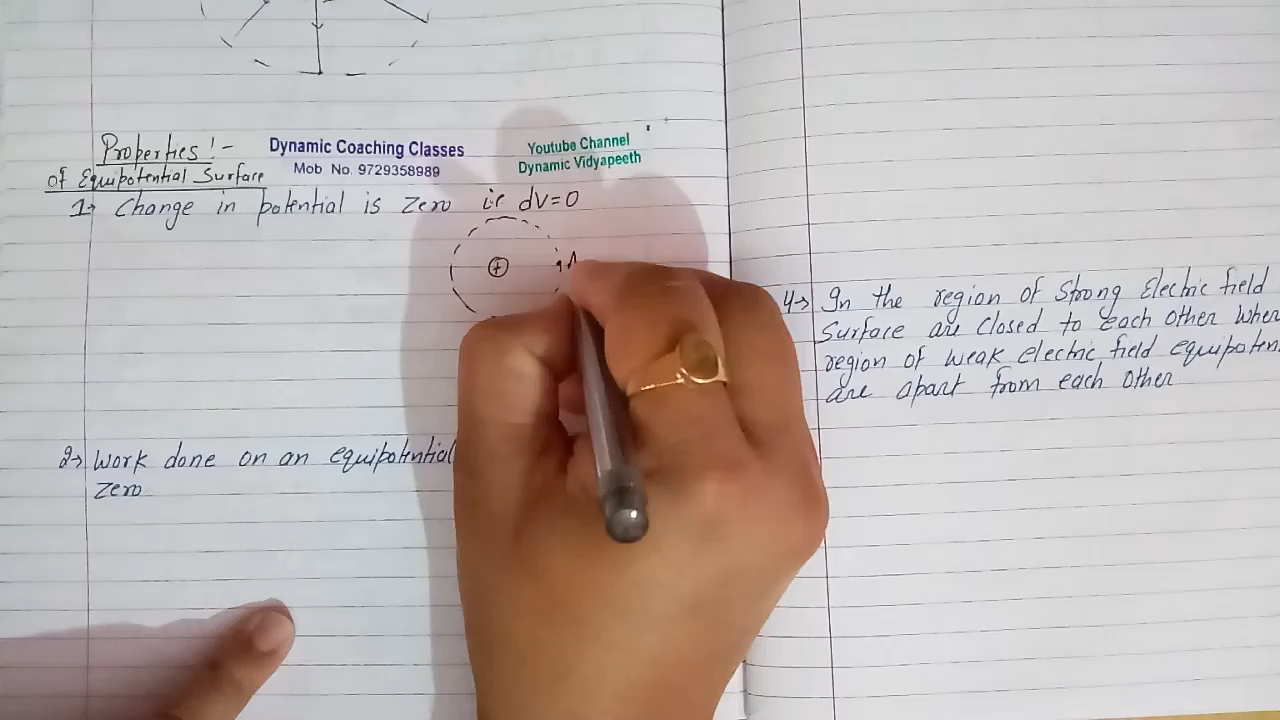 Properties!-
Dynamic Coaching Classes
Mob No. 9729358989
Youtube Channel
Dynamic Vidyapeeth
of Equipotential Surface
1→ Change in potential is Zero i.e dV=0
+
A
2→ Work done on an equipotential
Zero
4→ In the region of Strong Electric field
Surface are closed to each other wher
region of weak electric field equipoten
are apart from each other